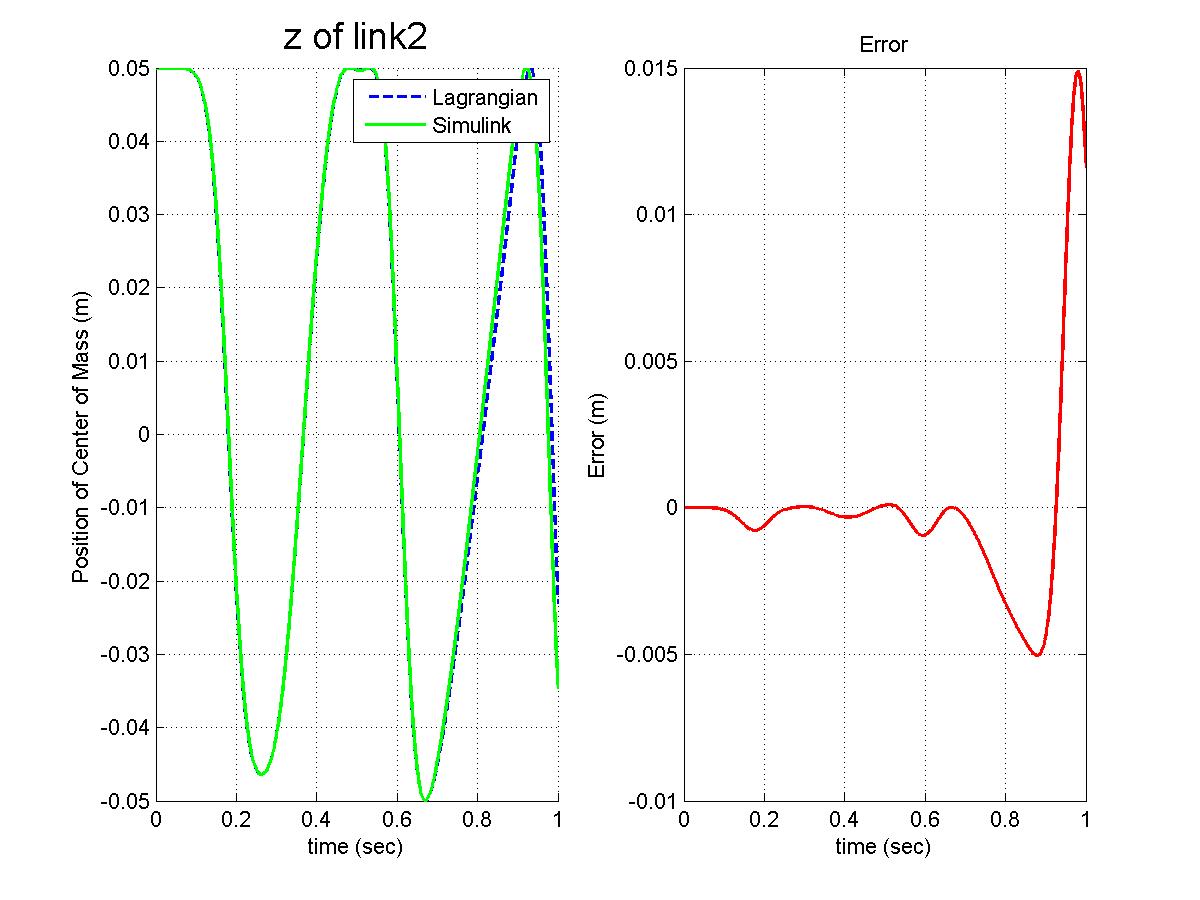 z of link2
0.05
0.04
0.03
0.02
0.01
0
-0.01
-0.02
-0.03
-0.04
-0.05
Position of Center of Mass (m)
Lagrangian
Simulink
0 0.2 0.4 0.6 0.8 1
time (sec)
Error
0.015
0.01
0.005
0
-0.005
-0.01
Error (m)
0 0.2 0.4 0.6 0.8 1
time (sec)